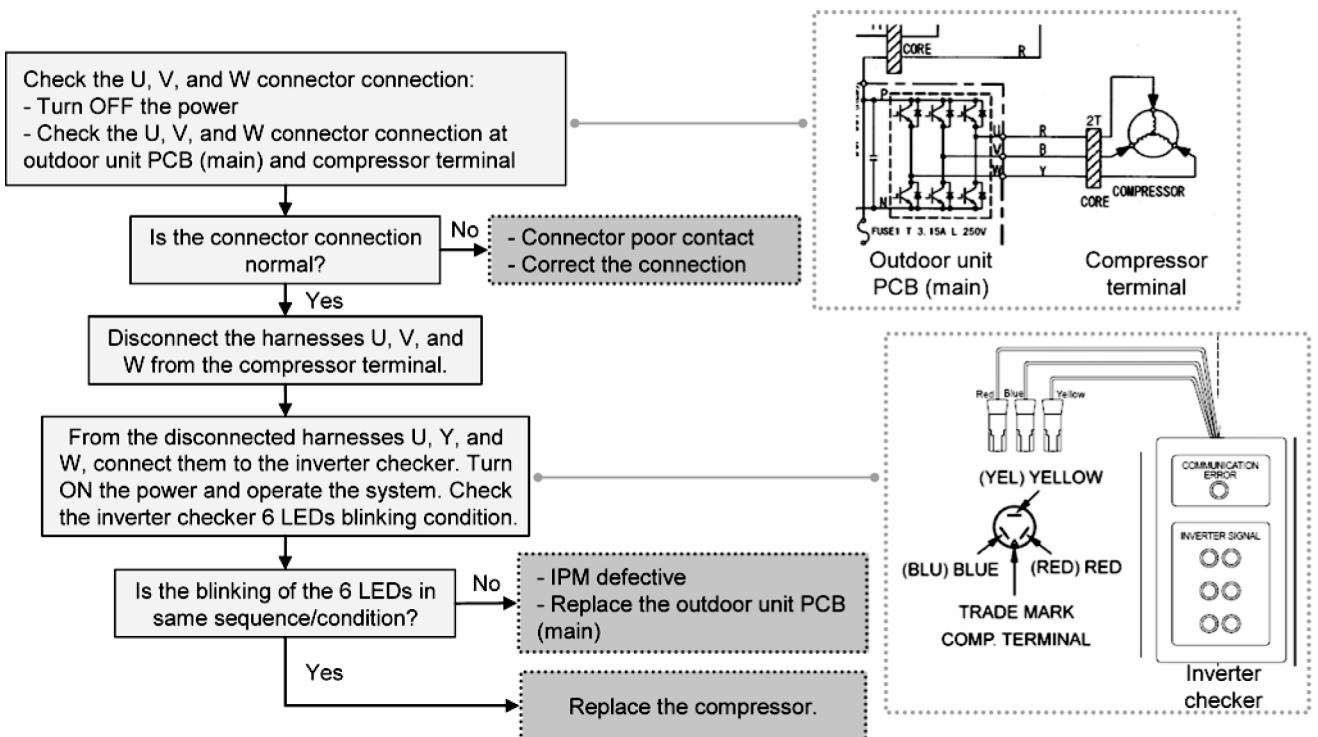 Check the U, V, and W connector connection:
- Turn OFF the power
- Check the U, V, and W connector connection at
outdoor unit PCB (main) and compressor terminal
Is the connector connection
normal?
No
- Connector poor contact
- Correct the connection
Yes
Disconnect the harnesses U, V, and
W from the compressor terminal.
From the disconnected harnesses U, Y, and
W, connect them to the inverter checker. Turn
ON the power and operate the system. Check
the inverter checker 6 LEDs blinking condition.
Is the blinking of the 6 LEDs in
same sequence/condition?
No
- IPM defective
- Replace the outdoor unit PCB
(main)
Yes
Replace the compressor.
CORE
R
P
U
R
2T
V
B
W
Y
N
CORE
COMPRESSOR
FUSE1 T 3.15A L 250V
Outdoor unit
PCB (main)
Compressor
terminal
Red
Blue
Yellow
(YEL) YELLOW
(BLU) BLUE
(RED) RED
TRADE MARK
COMP. TERMINAL
COMMUNICATION
ERROR
INVERTER SIGNAL
Inverter
checker